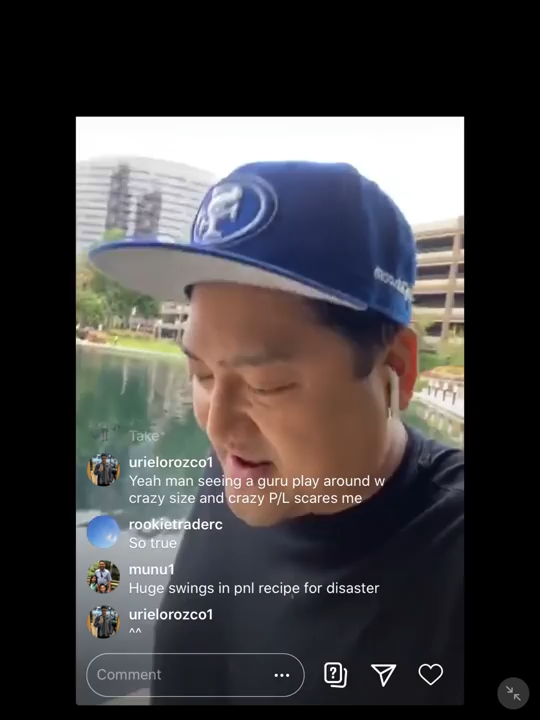 Take*
urielorozco1
Yeah man seeing a guru play around w
crazy size and crazy P/L scares me
rookietraderc
So true
munu1
Huge swings in pnl recipe for disaster
urielorozco1
^^
Comment